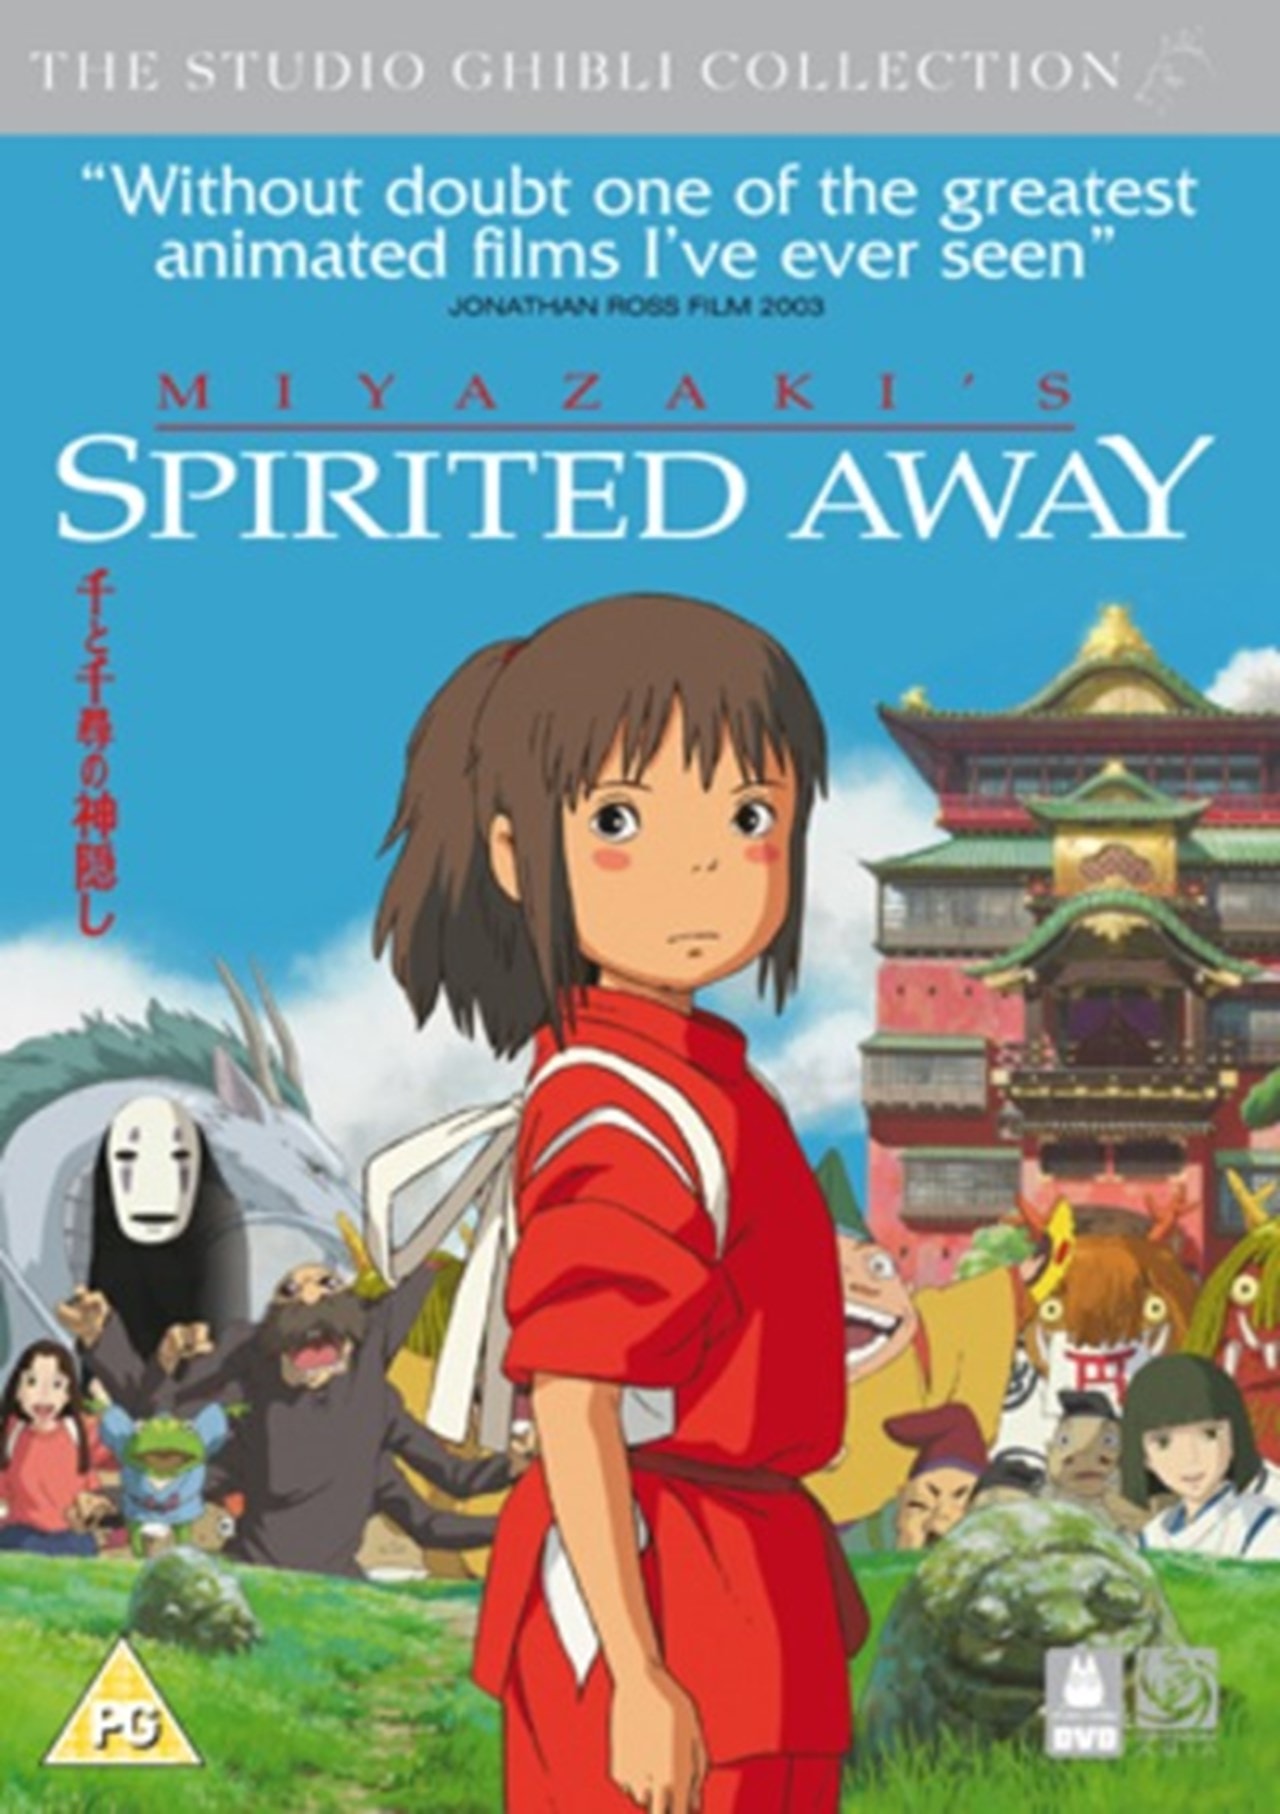 THE STUDIO GHIBLI COLLECTION
“Without doubt one of the greatest
animated films I’ve ever seen”
JONATHAN ROSS FILM 2003
MIYAZAKI’S
SPIRITED AWAY
千と千尋の神隠し
PG
DVD